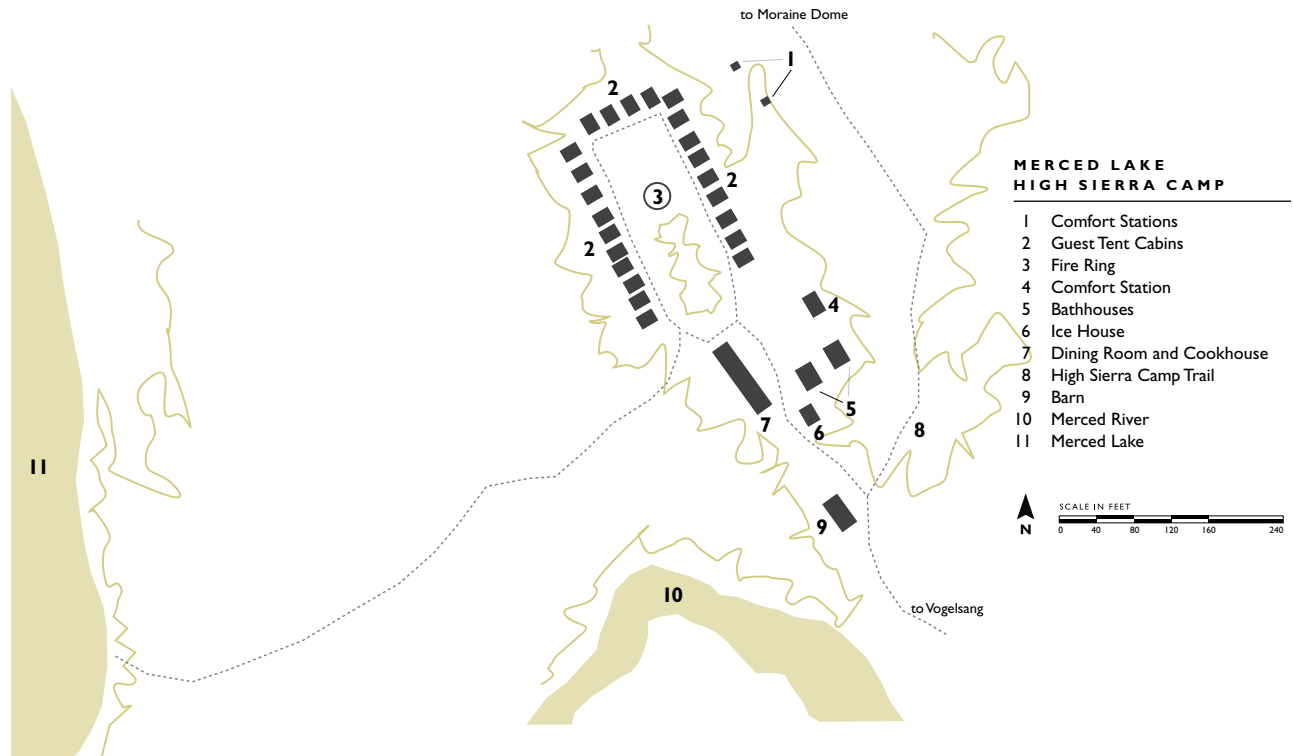 to Moraine Dome
1
2
2
3
2
4
5
6
7
8
9
10
11
to Vogelsang
MERCED LAKE
HIGH SIERRA CAMP
1 Comfort Stations
2 Guest Tent Cabins
3 Fire Ring
4 Comfort Station
5 Bathhouses
6 Ice House
7 Dining Room and Cookhouse
8 High Sierra Camp Trail
9 Barn
10 Merced River
11 Merced Lake
N
SCALE IN FEET
0 40 80 120 160 240